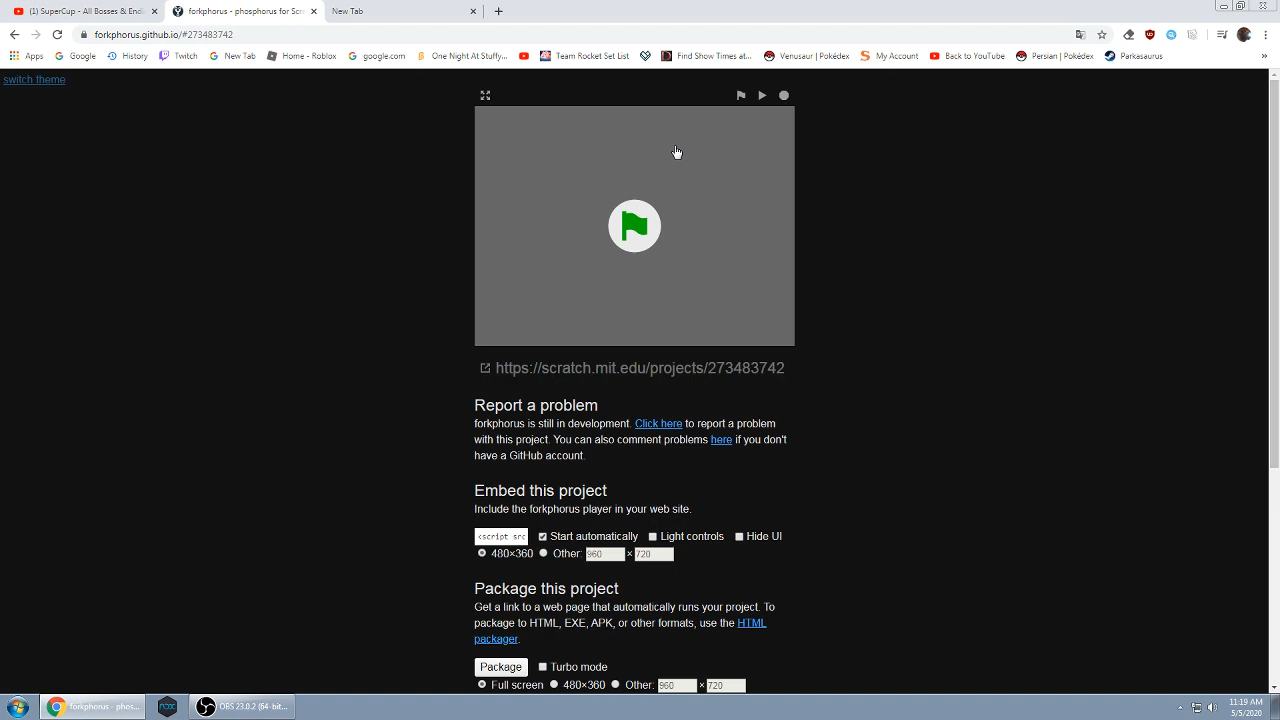 (1) SuperCup - All Bosses & Endi
forkphorus - phosphorus for Scr
New Tab
forkphorus.github.io/#273483742
Apps Google History Twitch New Tab Home - Roblox google.com One Night At Stuffy... Team Rocket Set List Find Show Times at... Venusaur | Pokédex My Account Back to YouTube Persian | Pokédex Parkasaurus »
switch theme
https://scratch.mit.edu/projects/273483742
Report a problem
forkphorus is still in development. Click here to report a problem
with this project. You can also comment problems here if you don't
have a GitHub account.
Embed this project
Include the forkphorus player in your web site.
<script src Start automatically Light controls Hide UI
480×360 Other: 960 × 720
Package this project
Get a link to a web page that automatically runs your project. To
package to HTML, EXE, APK, or other formats, use the HTML
packager.
Package Turbo mode
Full screen 480×360 Other: 960 × 720
forkphorus - phos... nox OBS 23.0.2 (64-bit... 11:19 AM
5/5/2020